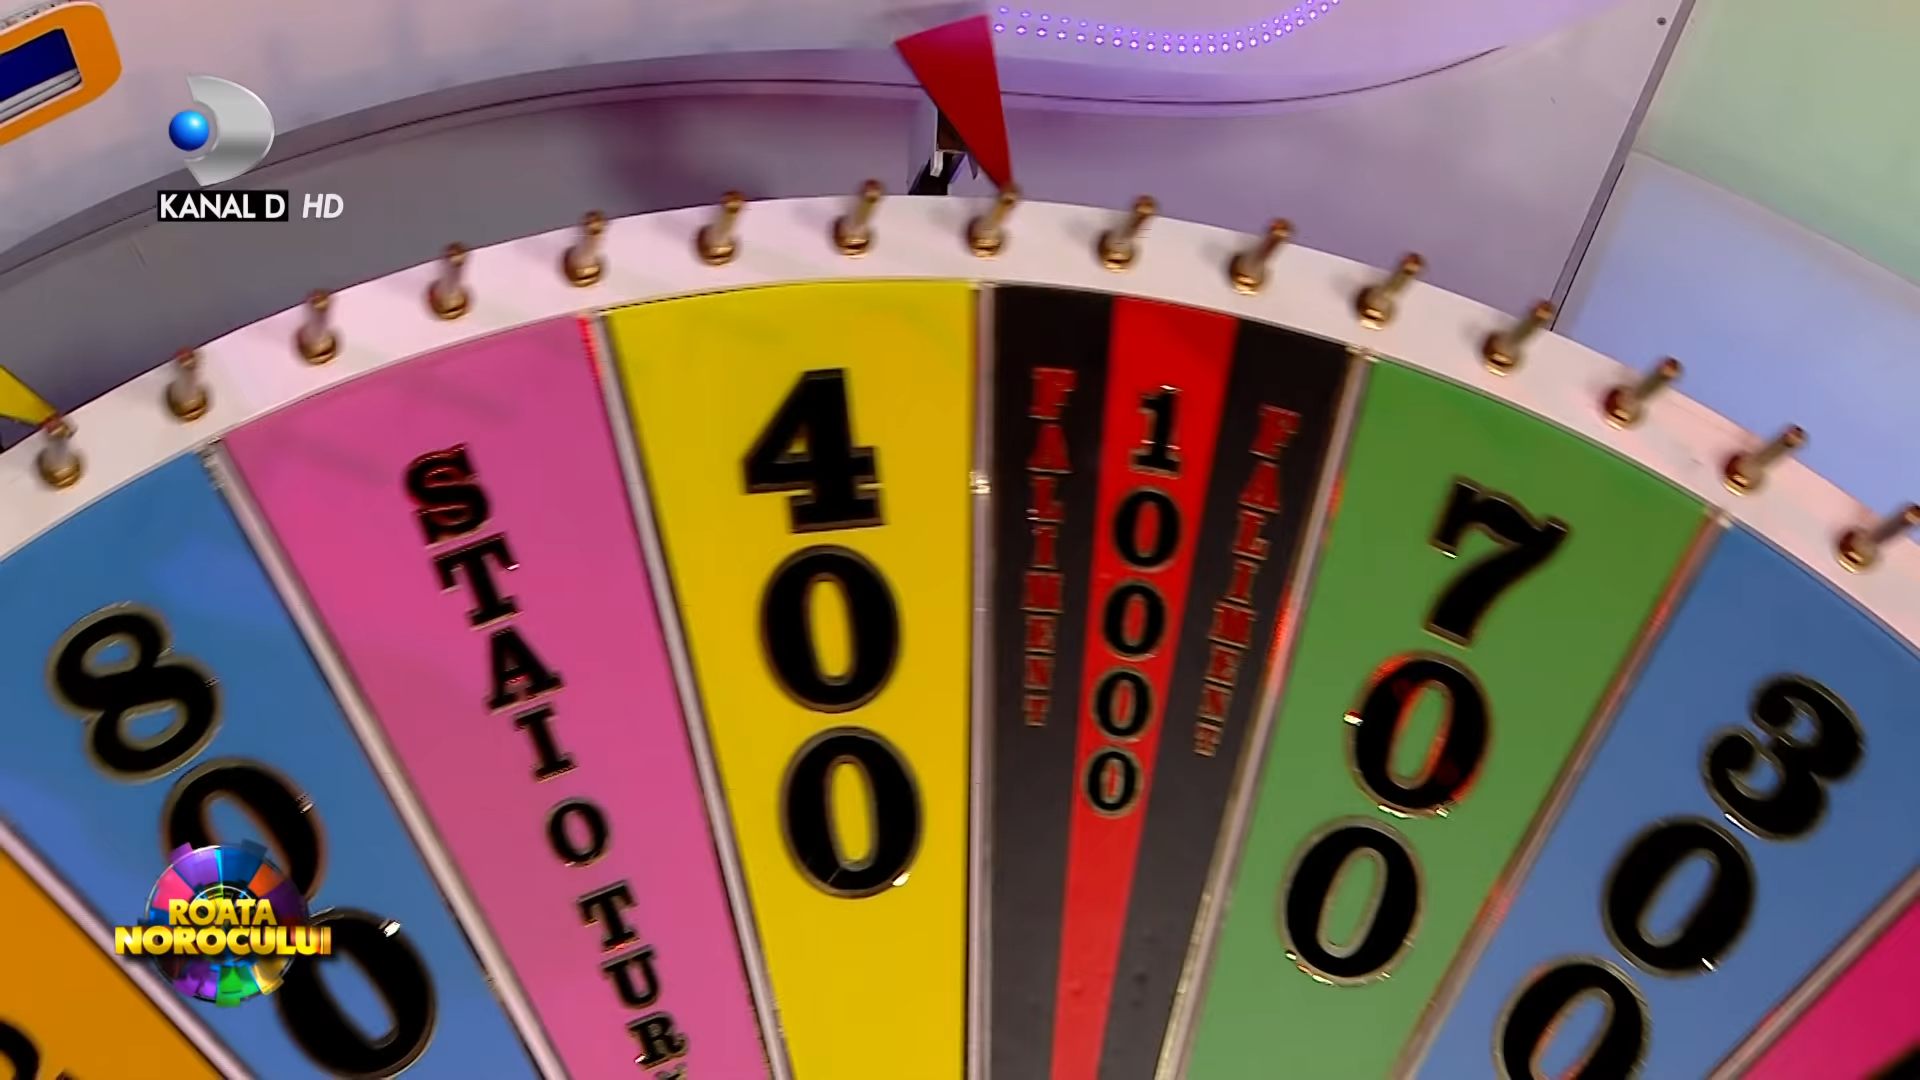 KANAL D HD
800
STAI O TUR
400
FALIMENT
10000
FALIMENT
700
300
ROATA
NOROCULUI